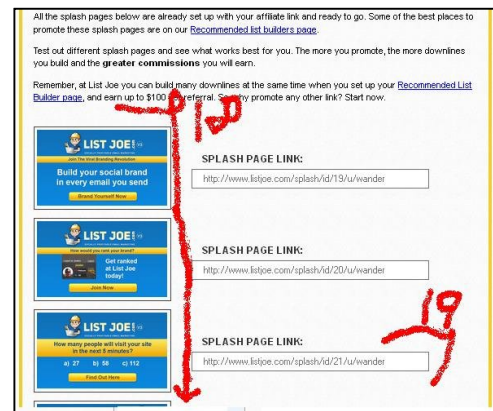 All the splash pages below are already set up with your affiliate link and ready to go. Some of the best places to
promote these splash pages are on our Recommended list builders page.
Test out different splash pages and see what works best for you. The more you promote, the more downlines
you build and the greater commissions you will earn.
Remember, at List Joe you can build many downlines at the same time when you set up your Recommended List
Builder page, and earn up to $100 referral. So why promote any other link? Start now.
LIST JOE!
Join The Viral Branding Revolution
Build your social brand
in every email you send
Brand Yourself Now
SPLASH PAGE LINK:
http://www.listjoe.com/splash/id/19/u/wander
LIST JOE!
How would you rank your brand?
Get ranked
at List Joe
today!
Join Now
SPLASH PAGE LINK:
http://www.listjoe.com/splash/id/20/u/wander
19
LIST JOE!
How many people will visit your site
in the next 5 minutes?
a) 27 b) 58 c) 112
Find Out Here
SPLASH PAGE LINK:
http://www.listjoe.com/splash/id/21/u/wander